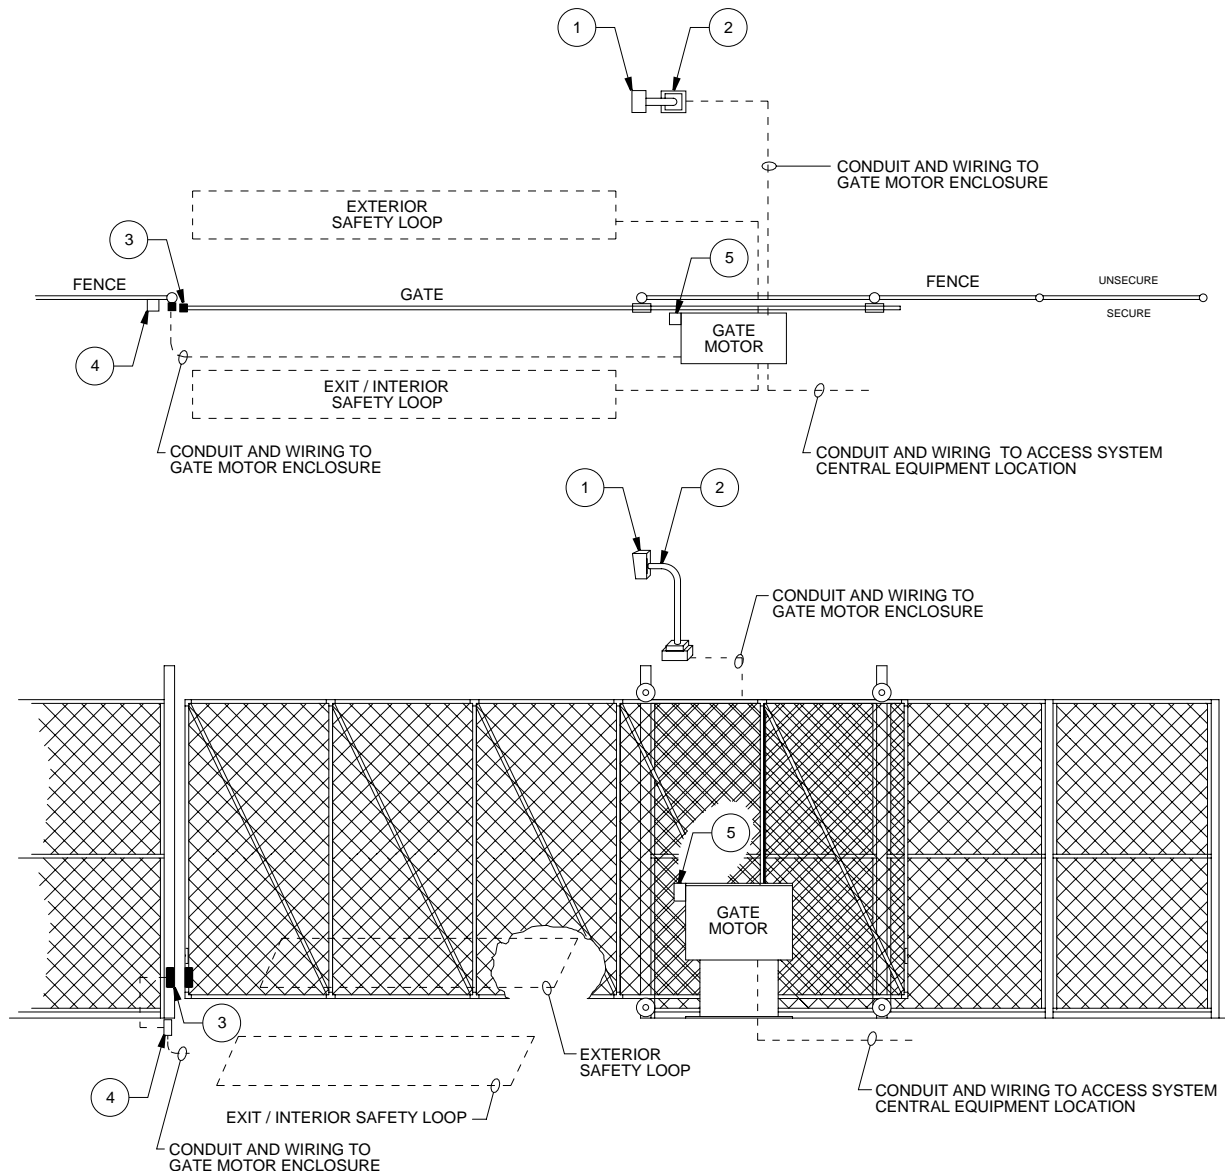 1
2
CONDUIT AND WIRING TO
GATE MOTOR ENCLOSURE
EXTERIOR
SAFETY LOOP
3
5
FENCE
GATE
FENCE
UNSECURE
SECURE
4
GATE
MOTOR
EXIT / INTERIOR
SAFETY LOOP
CONDUIT AND WIRING TO
GATE MOTOR ENCLOSURE
CONDUIT AND WIRING TO ACCESS SYSTEM
CENTRAL EQUIPMENT LOCATION
1
2
CONDUIT AND WIRING TO
GATE MOTOR ENCLOSURE
5
GATE
MOTOR
3
EXTERIOR
SAFETY LOOP
4
EXIT / INTERIOR SAFETY LOOP
CONDUIT AND WIRING TO ACCESS SYSTEM
CENTRAL EQUIPMENT LOCATION
CONDUIT AND WIRING TO
GATE MOTOR ENCLOSURE